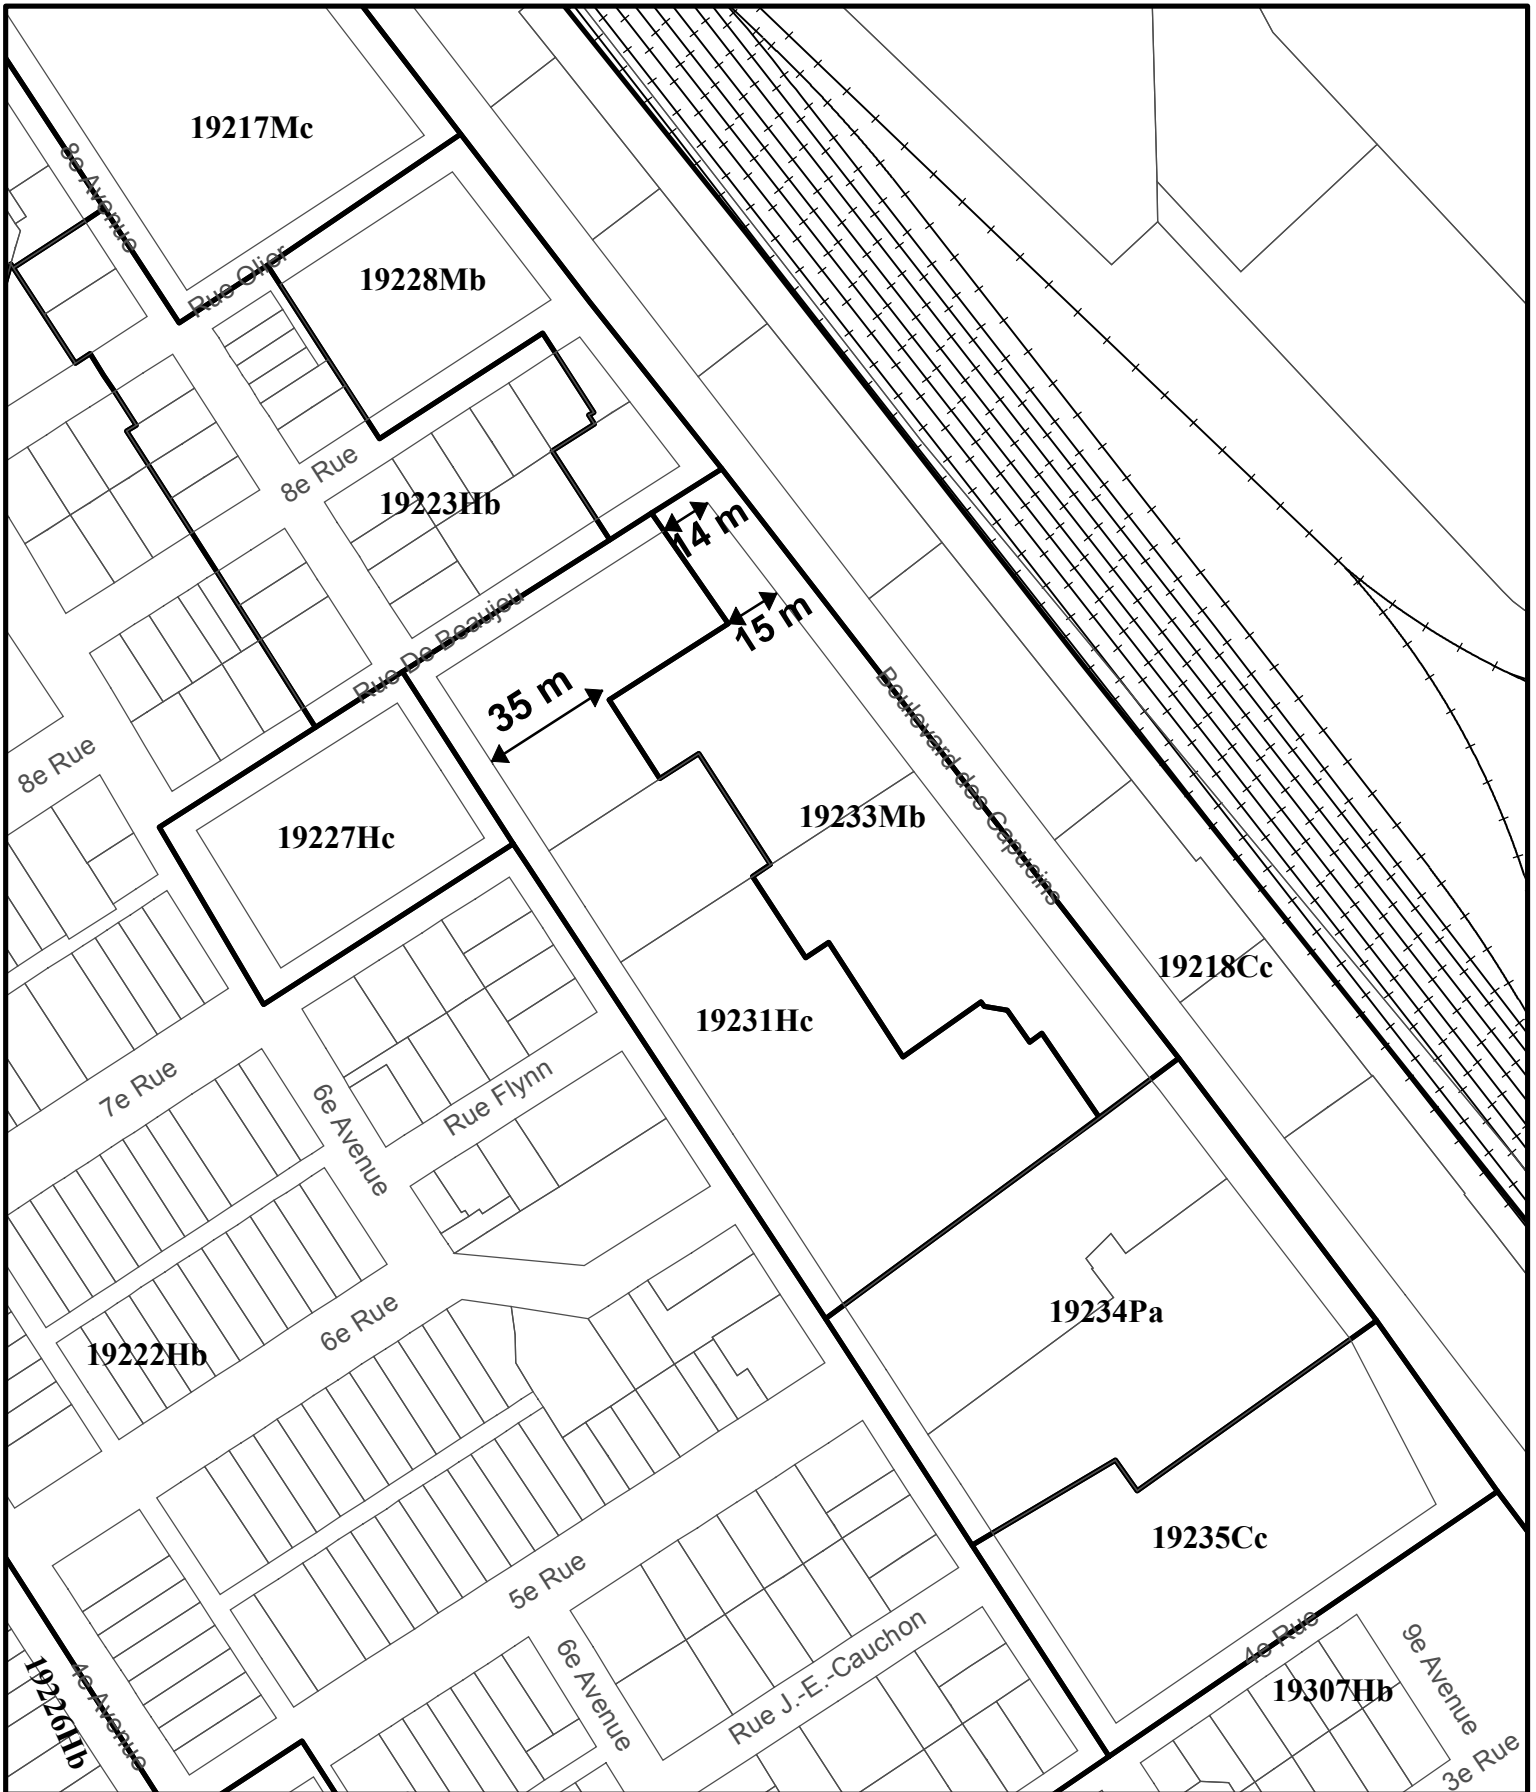 19217Mc
8e Avenue
Rue Olier
19228Mb
8e Rue
19223Hb
14 m
15 m
Rue De Beaujeu
35 m
8e Rue
Boulevard des Capucins
19233Mb
19227Hc
19218Cc
19231Hc
7e Rue
6e Avenue
Rue Flynn
19234Pa
6e Rue
19222Hb
19235Cc
5e Rue
6e Avenue
Rue J.-E.-Cauchon
4e Rue
9e Avenue
19226Hb
4e Avenue
19307Hb
3e Rue